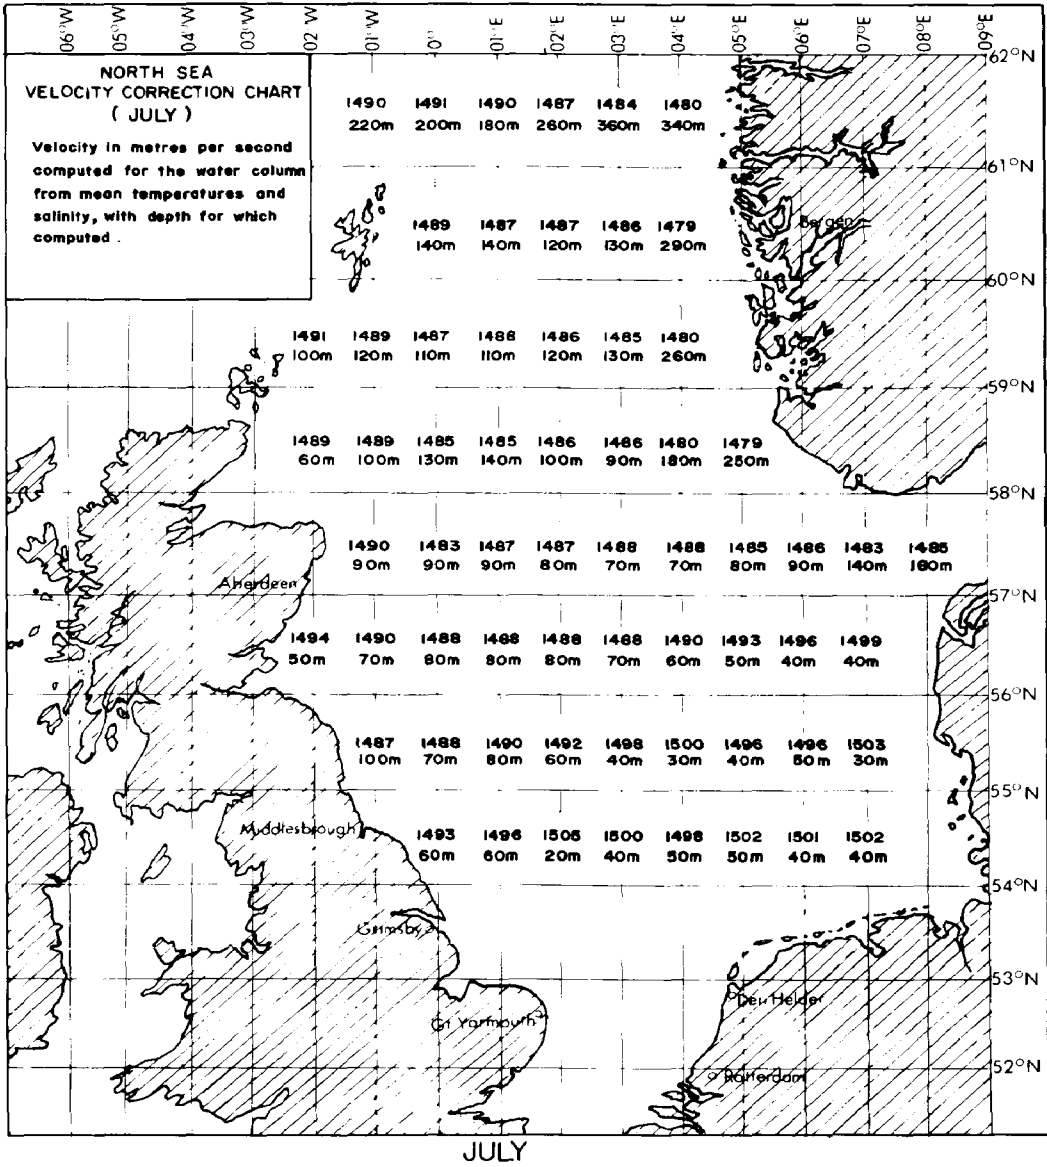 06°W 05°W 04°W 03°W 02°W 01°W 0° 01°E 02°E 03°E 04°E 05°E 06°E 07°E 08°E 09°E
62°N
NORTH SEA
VELOCITY CORRECTION CHART
( JULY )
Velocity in metres per second
computed for the water column
from mean temperatures and
salinity, with depth for which
computed .
1490 1491 1490 1487 1484 1480
220m 200m 180m 260m 360m 340m
61°N
Bergen
1489 1487 1487 1486 1479
140m 140m 120m 130m 290m
60°N
1491 1489 1487 1488 1486 1485 1480
100m 120m 110m 110m 120m 130m 260m
59°N
1489 1489 1485 1485 1486 1486 1480 1479
60m 100m 130m 140m 100m 90m 180m 250m
58°N
1490 1483 1487 1487 1488 1488 1485 1486 1483 1485
90m 90m 90m 80m 70m 70m 80m 90m 140m 180m
Aberdeen
57°N
1494 1490 1488 1488 1488 1488 1490 1493 1496 1499
50m 70m 80m 80m 80m 70m 60m 50m 40m 40m
56°N
1487 1488 1490 1492 1498 1500 1496 1496 1503
100m 70m 80m 60m 40m 30m 40m 50m 30m
55°N
Middlesbrough
1493 1496 1505 1500 1498 1502 1501 1502
60m 60m 20m 40m 50m 50m 40m 40m
54°N
Grimsby
53°N
Den Helder
Gt Yarmouth
52°N
Rotterdam
JULY